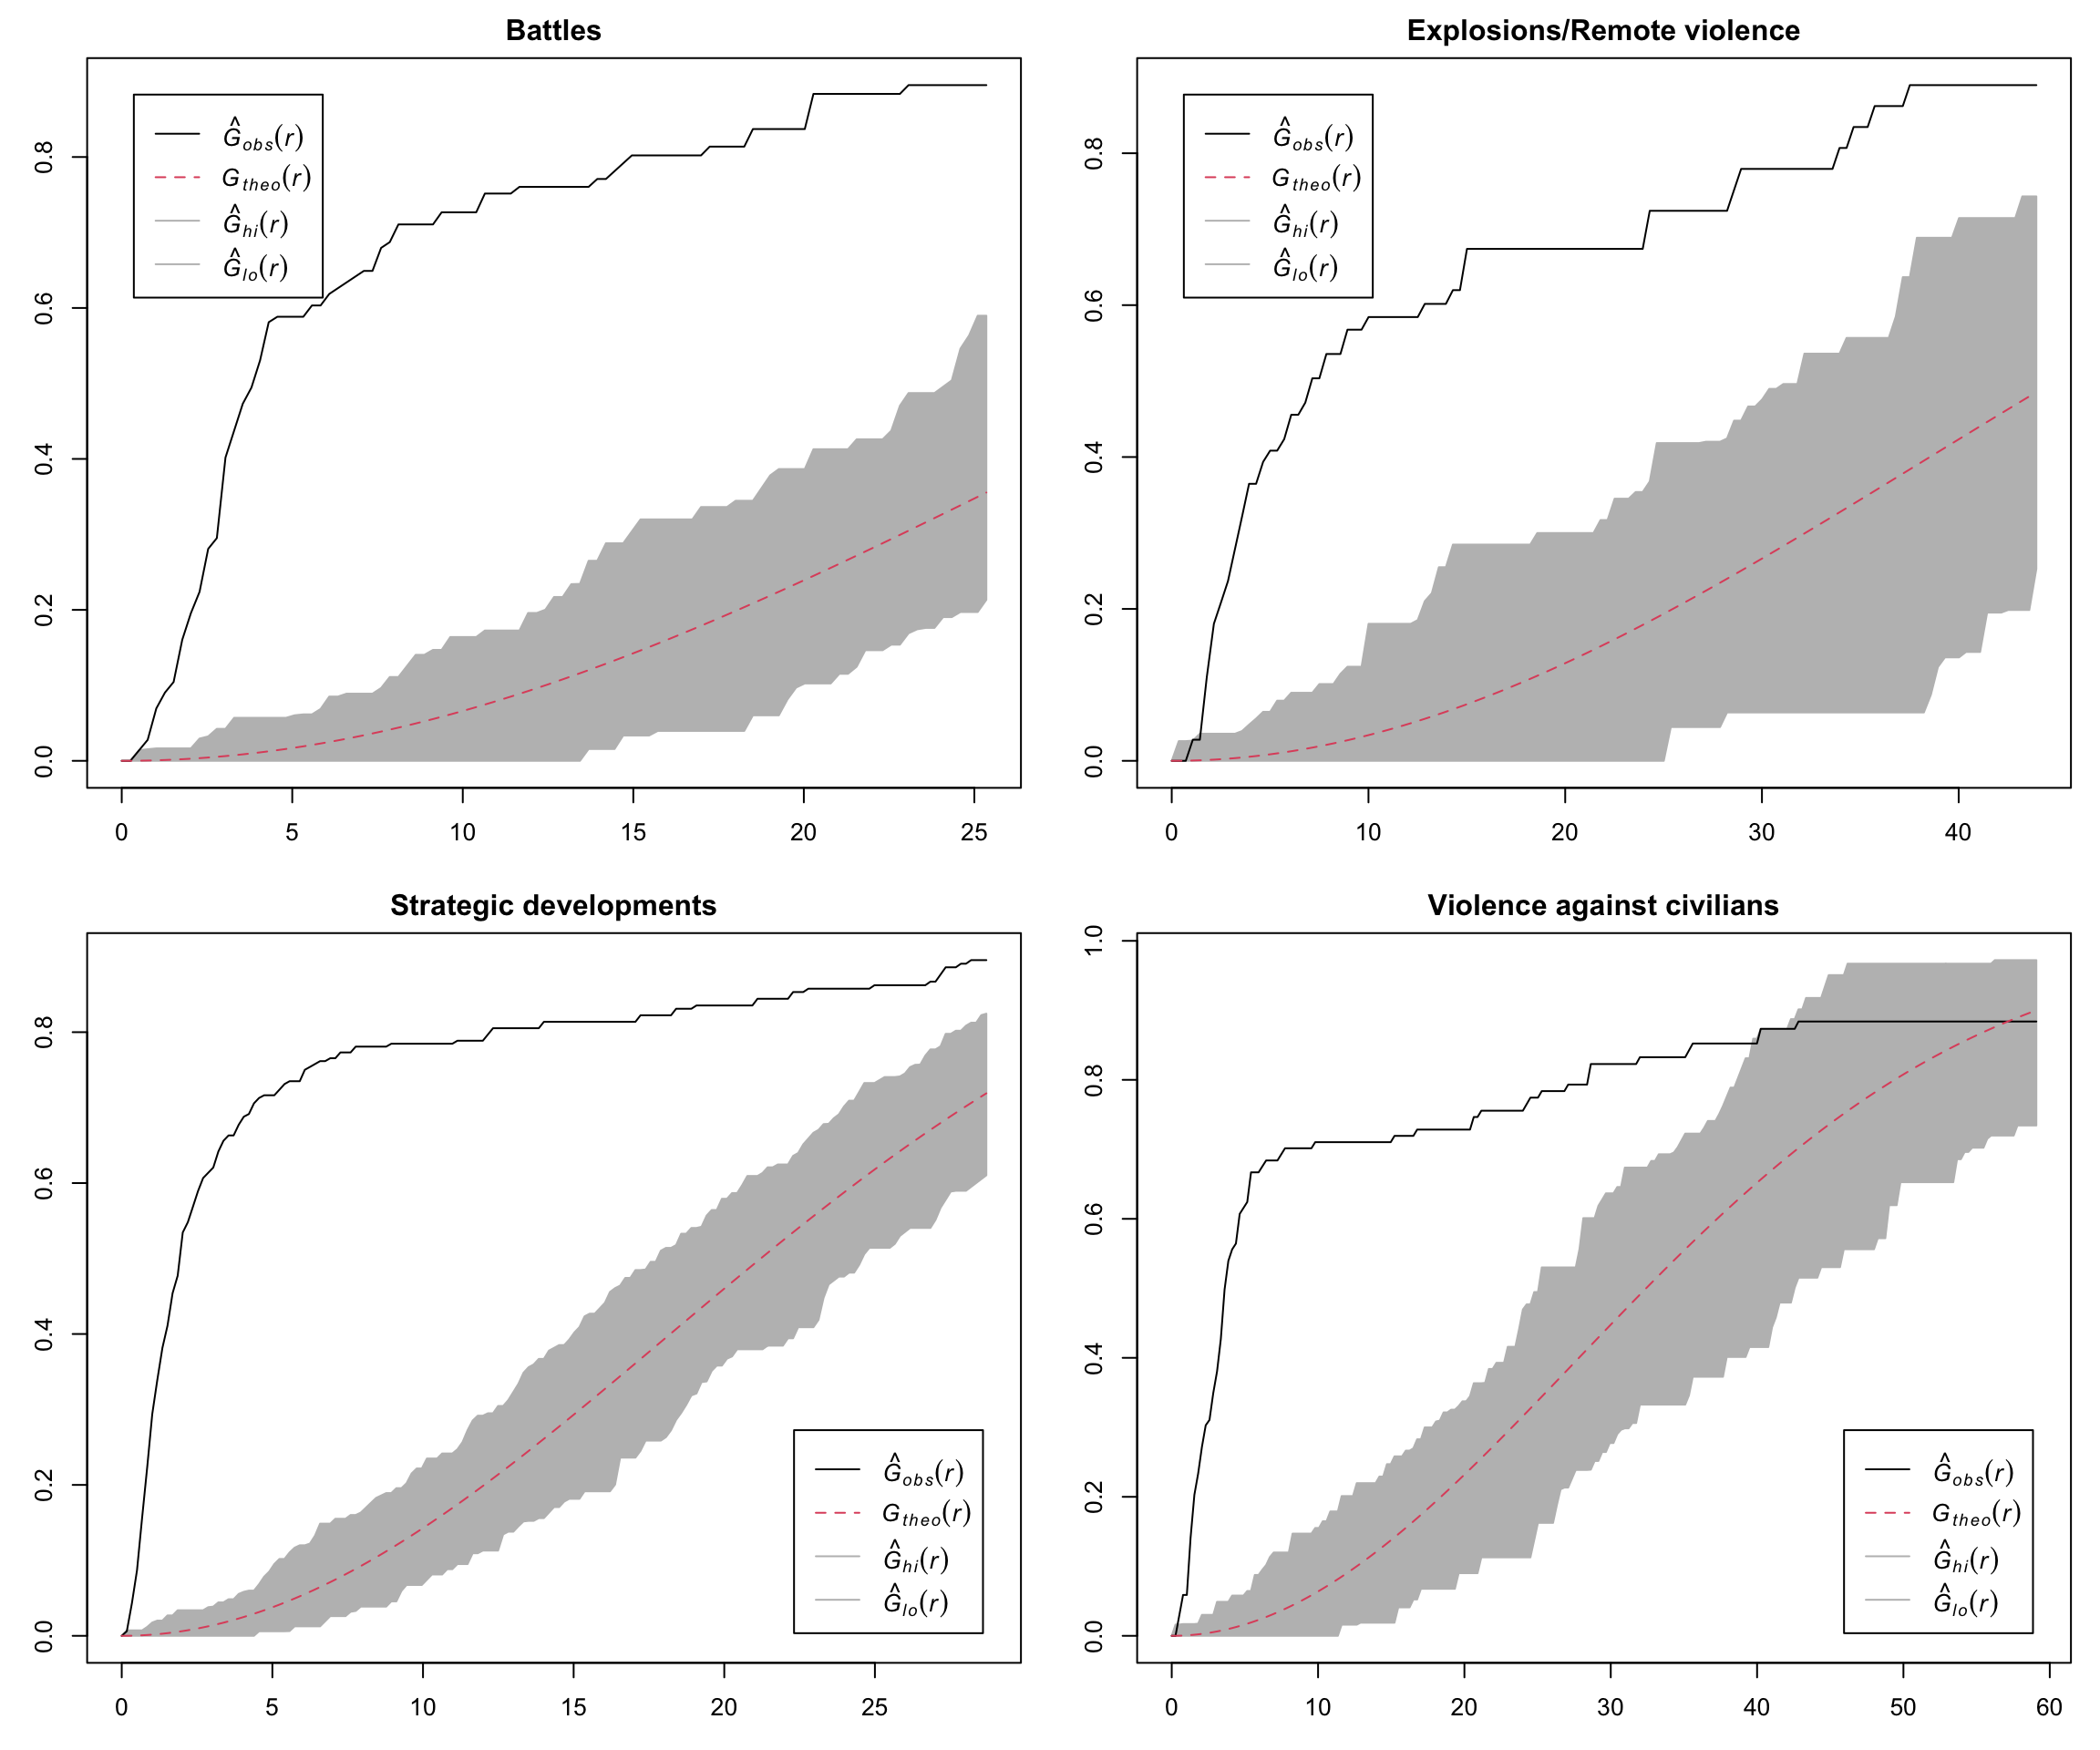 Battles
0.8
0.6
0.4
0.2
0.0
Ĝobs(r)
Gtheo(r)
Ĝhi(r)
Ĝlo(r)
0 5 10 15 20 25
Explosions/Remote violence
0.8
0.6
0.4
0.2
0.0
Ĝobs(r)
Gtheo(r)
Ĝhi(r)
Ĝlo(r)
0 10 20 30 40
Strategic developments
0.8
0.6
0.4
0.2
0.0
Ĝobs(r)
Gtheo(r)
Ĝhi(r)
Ĝlo(r)
0 5 10 15 20 25
Violence against civilians
1.0
0.8
0.6
0.4
0.2
0.0
Ĝobs(r)
Gtheo(r)
Ĝhi(r)
Ĝlo(r)
0 10 20 30 40 50 60